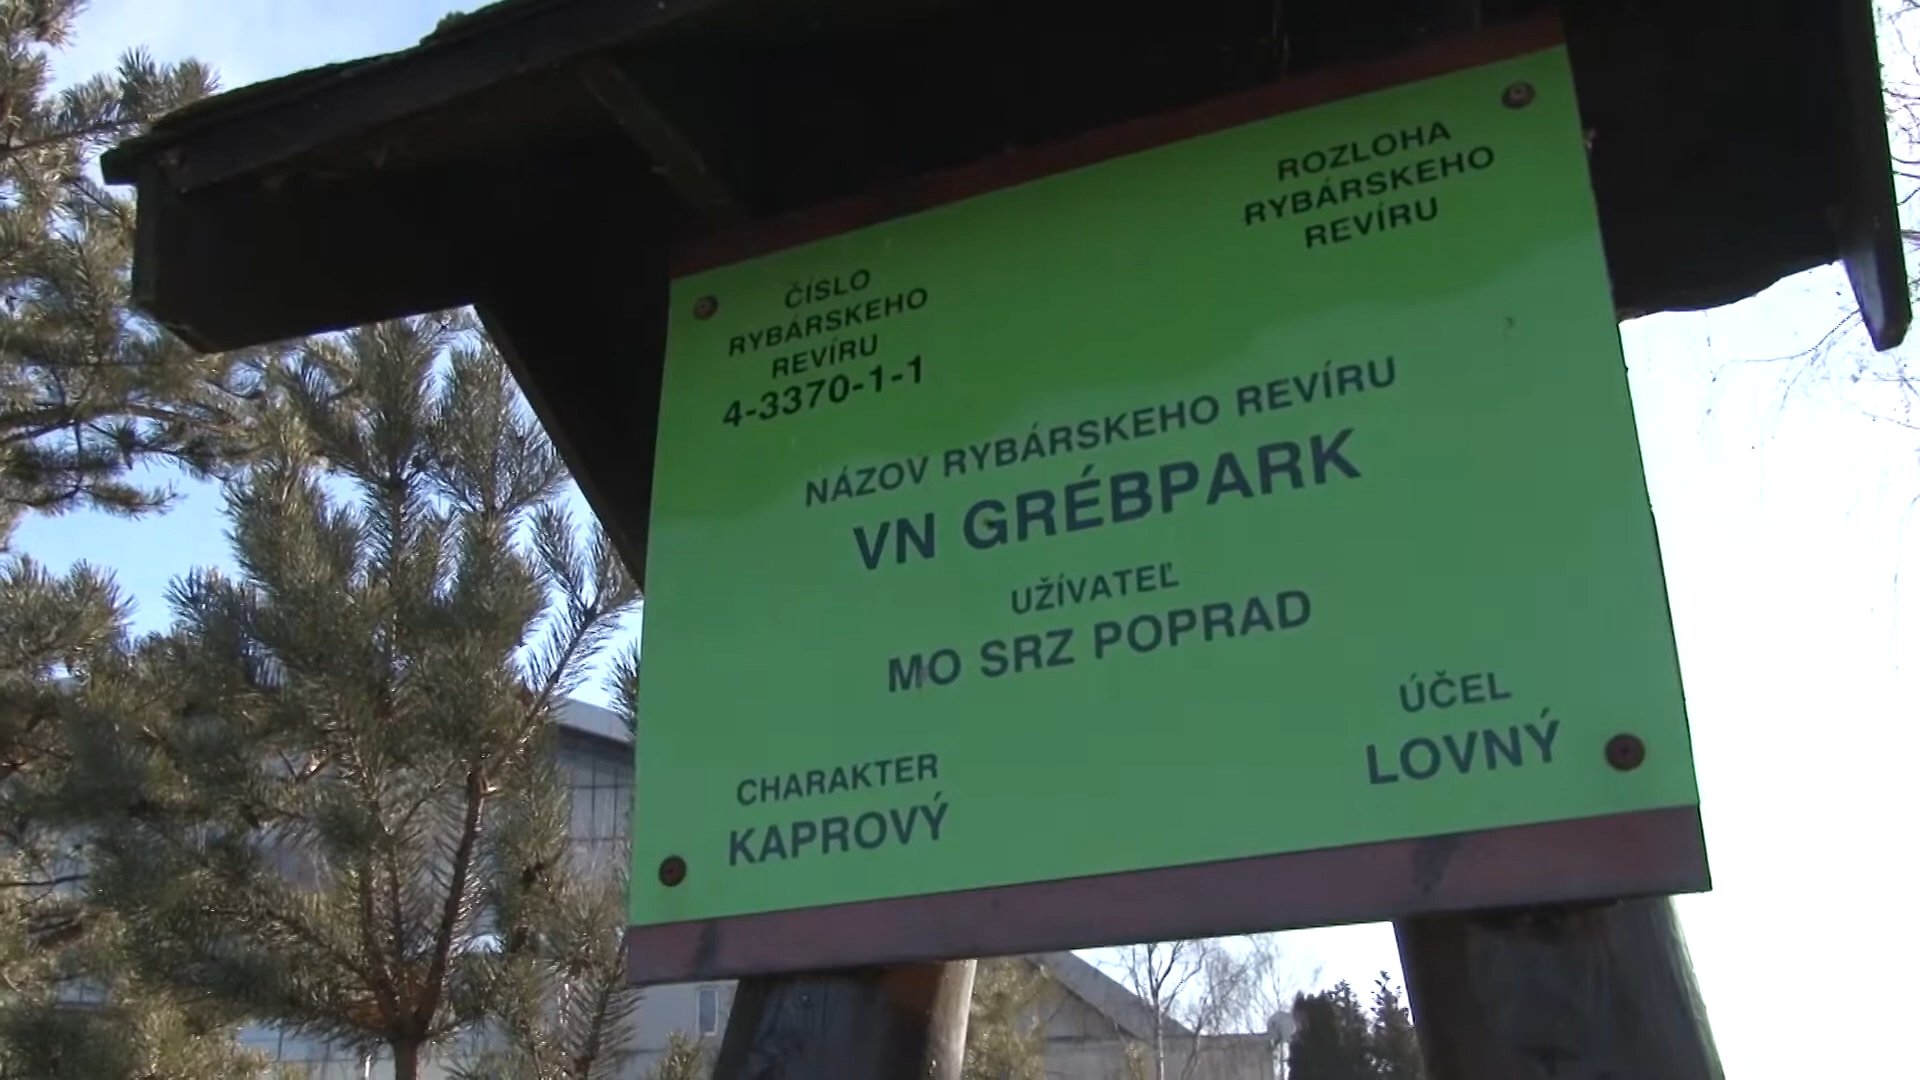 ČÍSLO
RYBÁRSKEHO
REVÍRU
4-3370-1-1
ROZLOHA
RYBÁRSKEHO
REVÍRU
NÁZOV RYBÁRSKEHO REVÍRU
VN GRÉBPARK
UŽÍVATEĽ
MO SRZ POPRAD
CHARAKTER
KAPROVÝ
ÚČEL
LOVNÝ